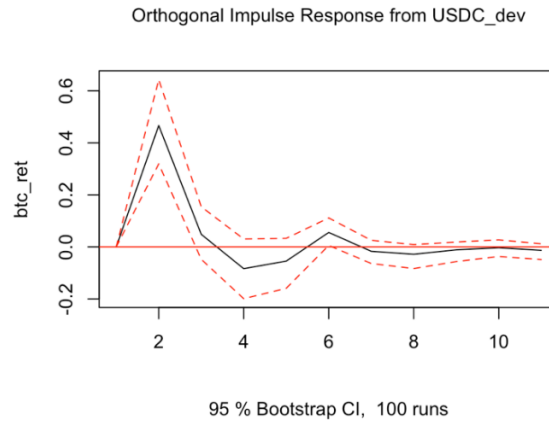 Orthogonal Impulse Response from USDC_dev
btc_ret
0.6
0.4
0.2
0.0
-0.2
2 4 6 8 10
95 % Bootstrap CI, 100 runs